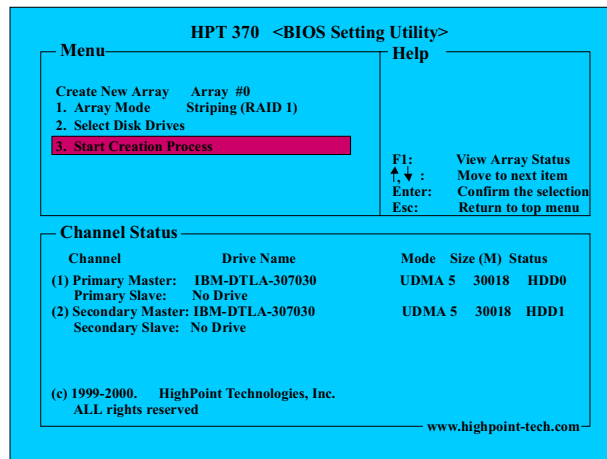 HPT 370 <BIOS Setting Utility>
Menu
Create New Array Array #0
1. Array Mode Striping (RAID 1)
2. Select Disk Drives
3. Start Creation Process
Help
F1: View Array Status
↑,↓ : Move to next item
Enter: Confirm the selection
Esc: Return to top menu
Channel Status
Channel Drive Name Mode Size (M) Status
(1) Primary Master: IBM-DTLA-307030 UDMA 5 30018 HDD0
Primary Slave: No Drive
(2) Secondary Master: IBM-DTLA-307030 UDMA 5 30018 HDD1
Secondary Slave: No Drive
(c) 1999-2000. HighPoint Technologies, Inc.
ALL rights reserved
www.highpoint-tech.com